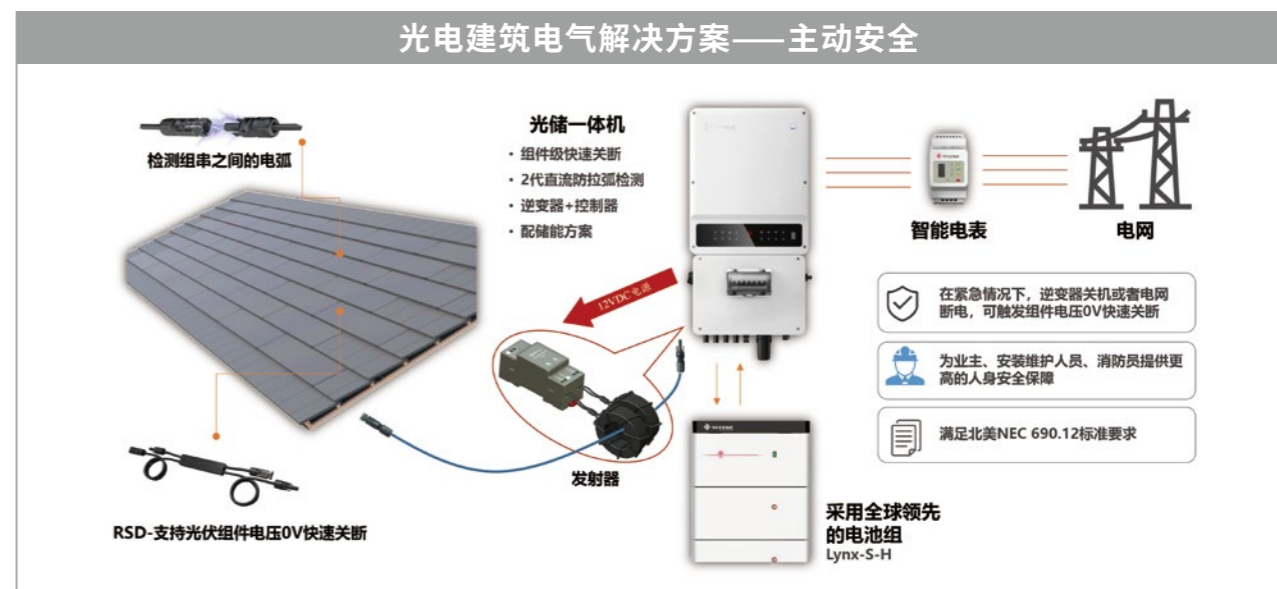 光电建筑电气解决方案——主动安全
检测组串之间的电弧
光储一体机
· 组件级快速关断
· 2代直流防拉弧检测
· 逆变器+控制器
· 配储能方案
智能电表
电网
12VDC电源
在紧急情况下，逆变器关机或者电网
断电，可触发组件电压0V快速关断
为业主、安装维护人员、消防员提供更
高的人身安全保障
满足北美NEC 690.12标准要求
发射器
RSD-支持光伏组件电压0V快速关断
采用全球领先
的电池组
Lynx-S-H